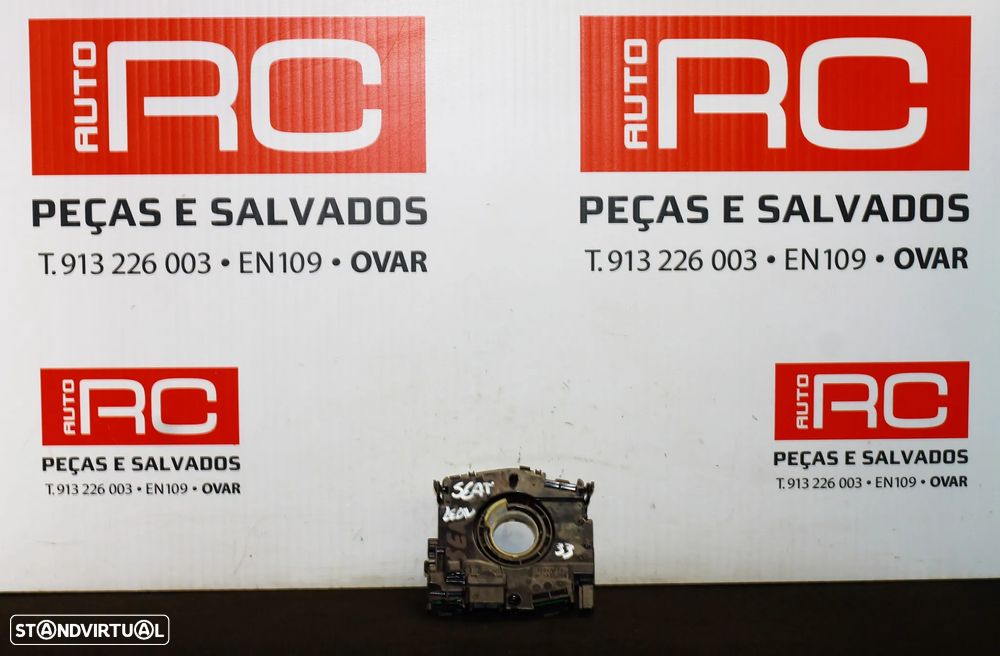 AUTO RC
PEÇAS E SALVADOS
T. 913 226 003 • EN109 • OVAR
AUTO RC
PEÇAS E SALVADOS
T. 913 226 003 • EN109 • OVAR
AUTO RC
PEÇAS E SALVADOS
T. 913 226 003 • EN109 • OVAR
AUTO RC
PEÇAS E SALVADOS
T. 913 226 003 • EN109 • OVAR
SEAT
LEON
33
STANDVIRTUAL